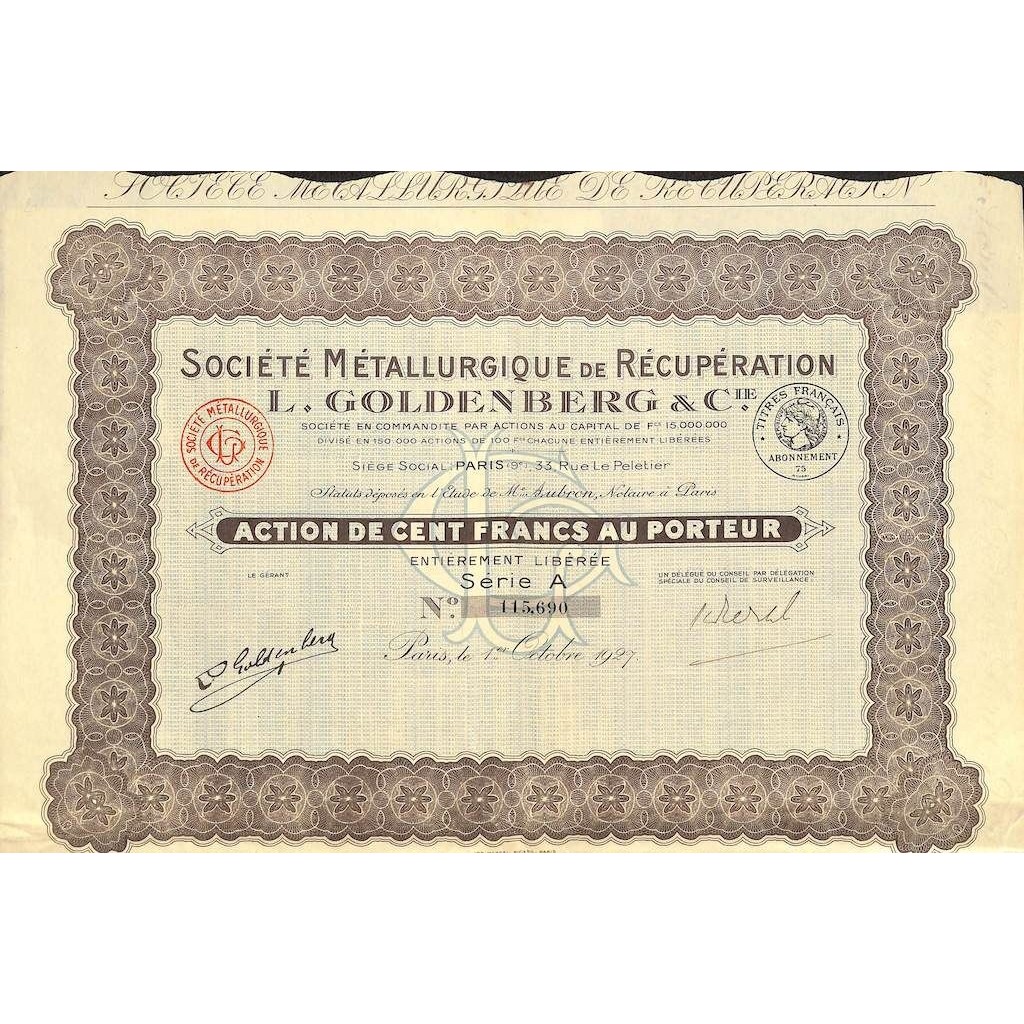 SOCIÉTÉ MÉTALLURGIQUE DE RÉCUPÉRATION
SOCIÉTÉ MÉTALLURGIQUE DE RÉCUPÉRATION
L. GOLDENBERG & CIE
SOCIÉTÉ EN COMMANDITE PAR ACTIONS AU CAPITAL DE FRS 15.000.000
DIVISÉ EN 150.000 ACTIONS DE 100 FRS CHACUNE ENTIÈREMENT LIBÉRÉES
SIÈGE SOCIAL: PARIS (9e), 33, RUE LE PELETIER
Statuts déposés en l'Etude de Me Aubron, Notaire à Paris
SOCIÉTÉ MÉTALLURGIQUE
DE RÉCUPÉRATION
TITRES FRANÇAIS
ABONNEMENT
75
ACTION DE CENT FRANCS AU PORTEUR
ENTIÈREMENT LIBÉRÉE
Série A
No. 115,690
Paris, le 1er Octobre 1927.
LE GÉRANT
L Goldenberg
UN DÉLÉGUÉ DU CONSEIL PAR DÉLÉGATION
SPÉCIALE DU CONSEIL DE SURVEILLANCE: